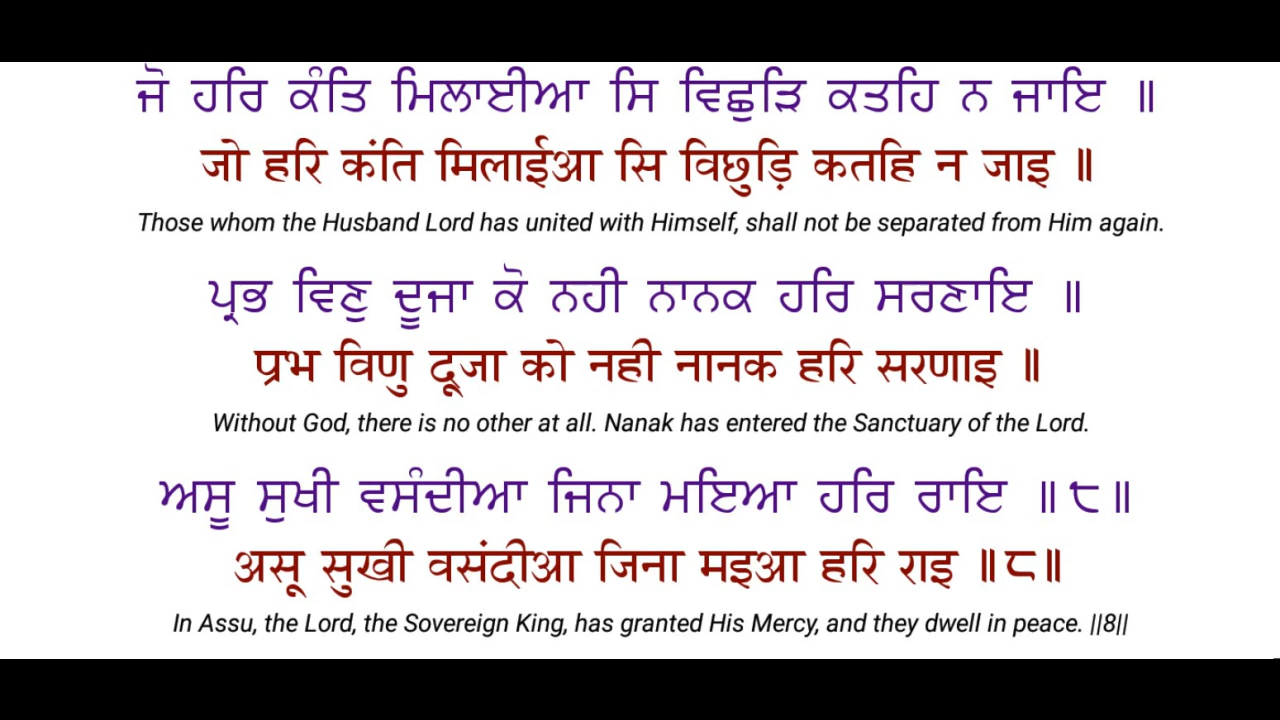 ਜੋ ਹਰਿ ਕੰਤਿ ਮਿਲਾਈਆ ਸਿ ਵਿਛੁੜਿ ਕਤਹਿ ਨ ਜਾਇ ॥
जो हरि कंति मिलाईआ सि विछुड़ि कतहि न जाइ ॥
Those whom the Husband Lord has united with Himself, shall not be separated from Him again.
ਪ੍ਰਭ ਵਿਣੁ ਦੂਜਾ ਕੋ ਨਹੀ ਨਾਨਕ ਹਰਿ ਸਰਣਾਇ ॥
प्रभ विणु दूजा को नही नानक हरि सरणाइ ॥
Without God, there is no other at all. Nanak has entered the Sanctuary of the Lord.
ਅਸੂ ਸੁਖੀ ਵਸੰਦੀਆ ਜਿਨਾ ਮਇਆ ਹਰਿ ਰਾਇ ॥੮॥
असू सुखी वसंदीआ जिना मइआ हरि राइ ॥८॥
In Assu, the Lord, the Sovereign King, has granted His Mercy, and they dwell in peace. ||8||